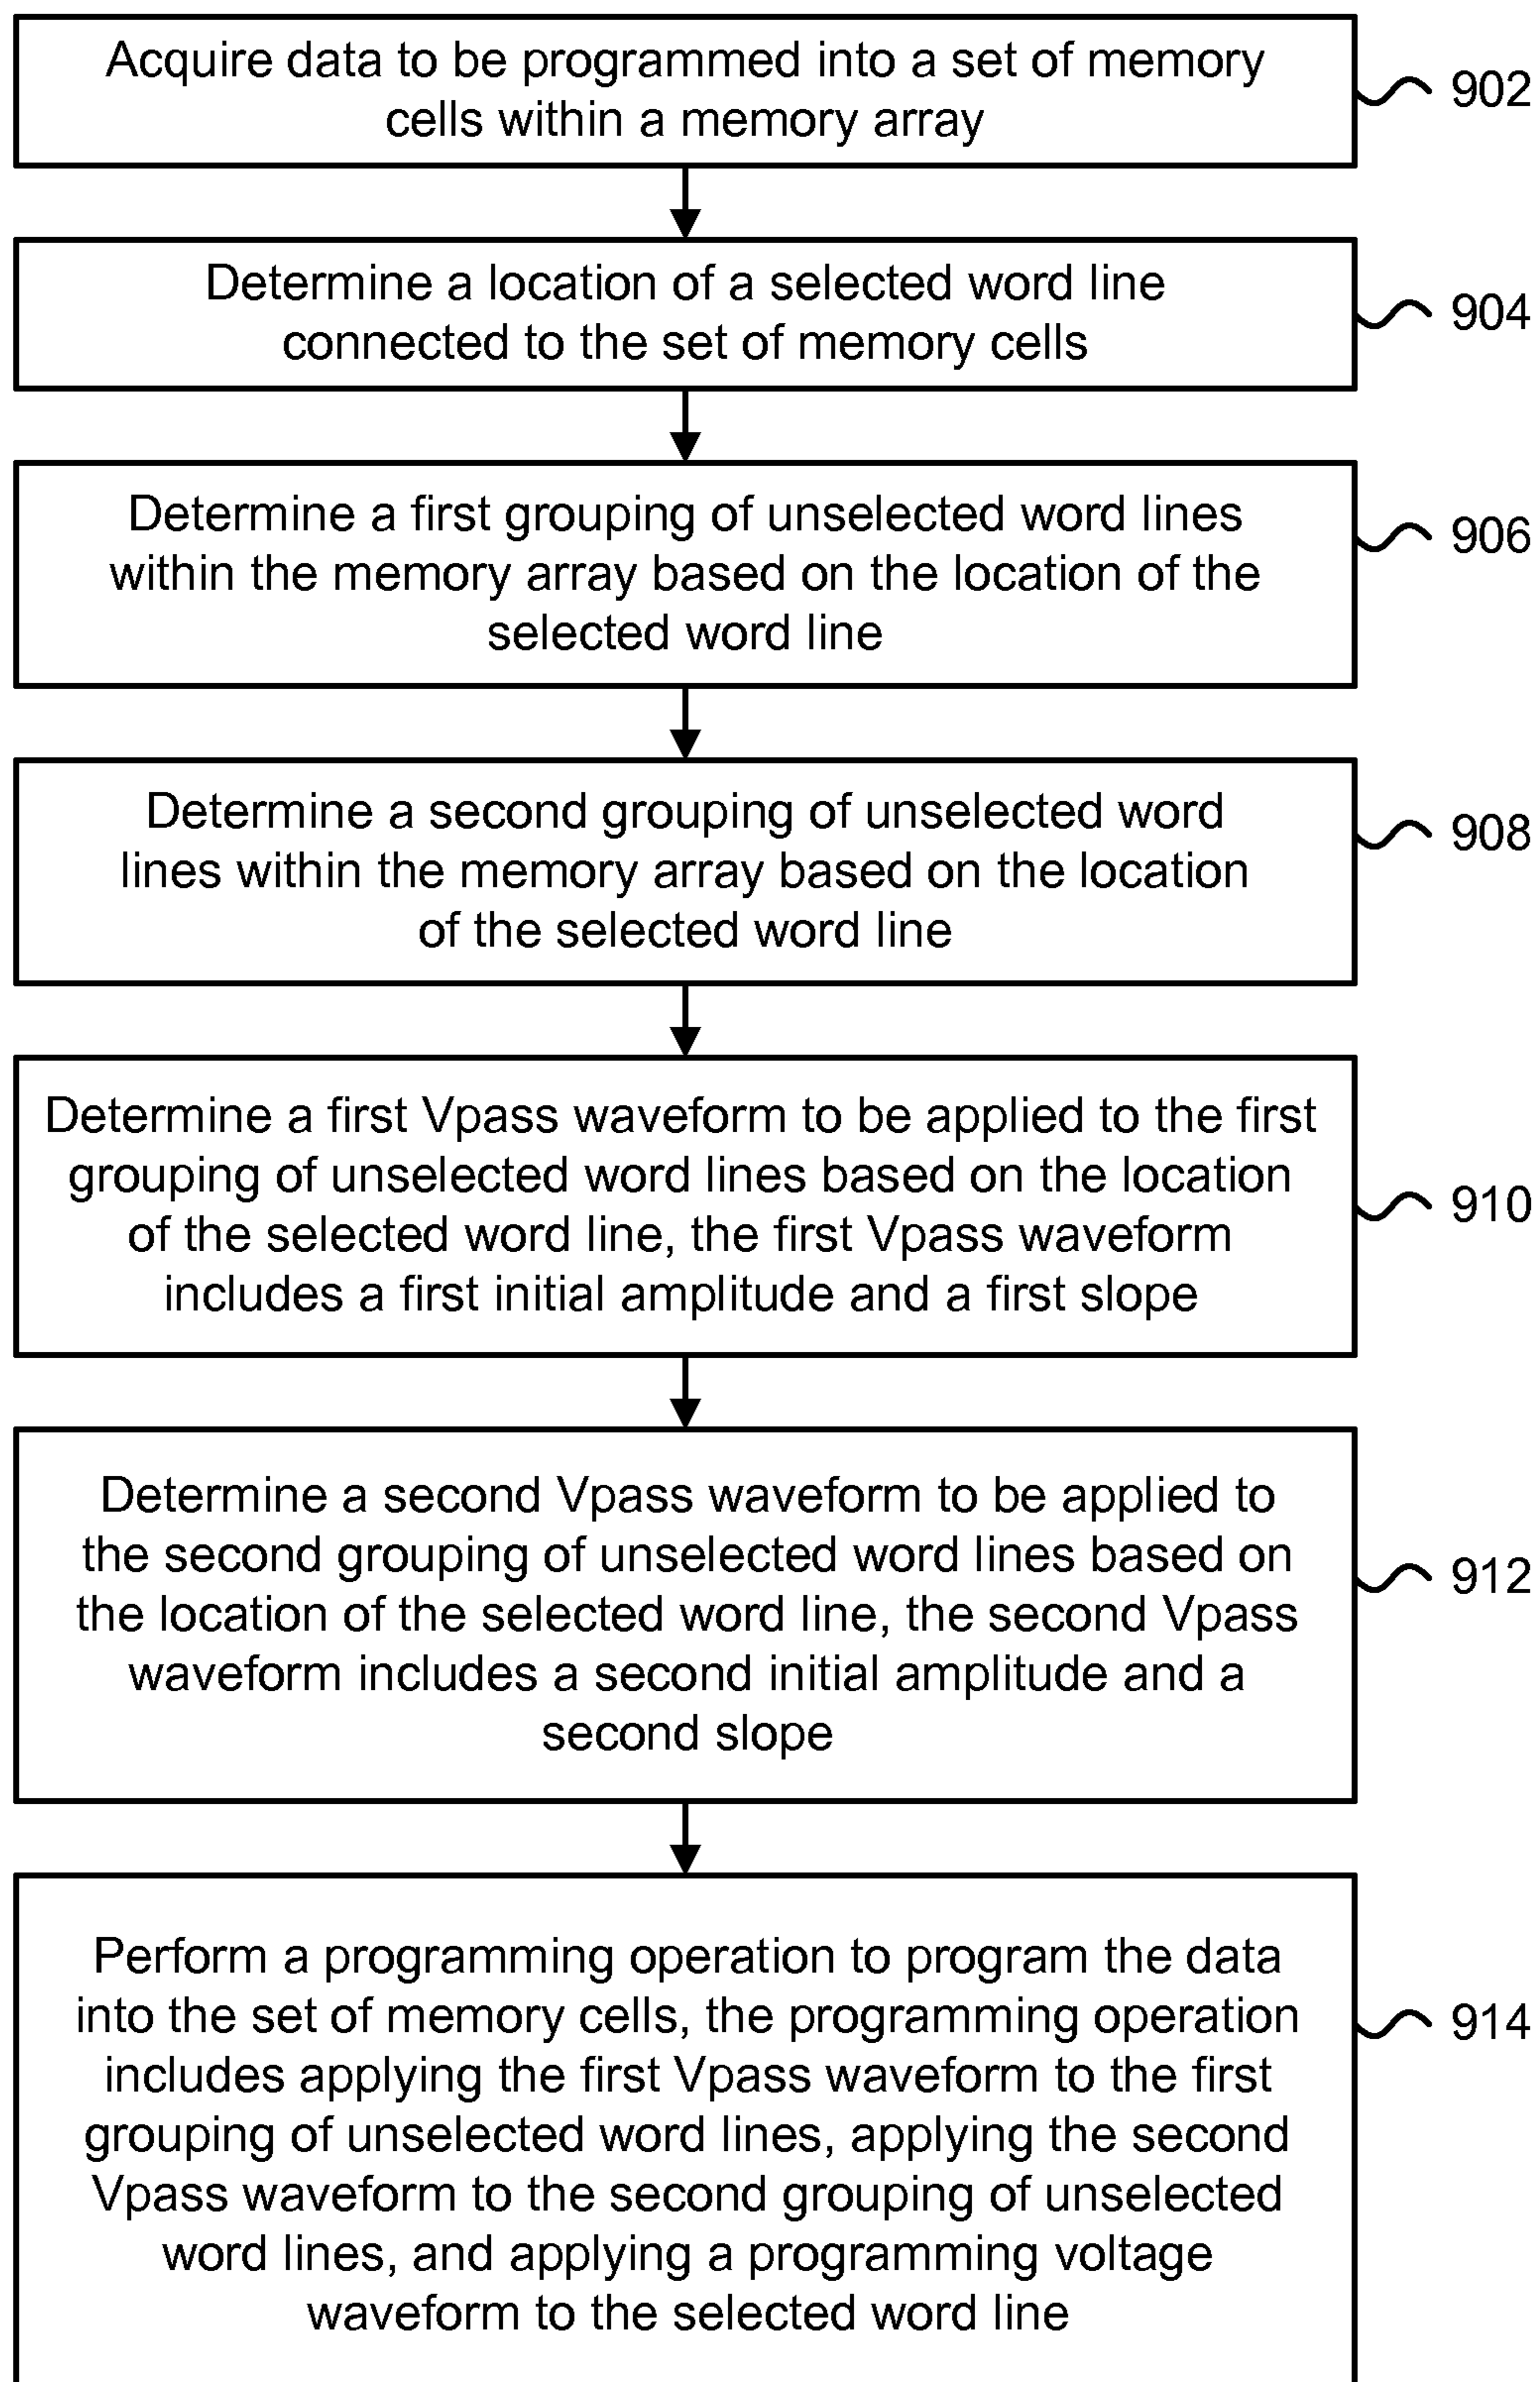 Acquire data to be programmed into a set of memory
cells within a memory array
902
Determine a location of a selected word line
connected to the set of memory cells
904
Determine a first grouping of unselected word lines
within the memory array based on the location of the
selected word line
906
Determine a second grouping of unselected word
lines within the memory array based on the location
of the selected word line
908
Determine a first Vpass waveform to be applied to the first
grouping of unselected word lines based on the location
of the selected word line, the first Vpass waveform
includes a first initial amplitude and a first slope
910
Determine a second Vpass waveform to be applied to
the second grouping of unselected word lines based on
the location of the selected word line, the second Vpass
waveform includes a second initial amplitude and a
second slope
912
Perform a programming operation to program the data
into the set of memory cells, the programming operation
includes applying the first Vpass waveform to the first
grouping of unselected word lines, applying the second
Vpass waveform to the second grouping of unselected
word lines, and applying a programming voltage
waveform to the selected word line
914